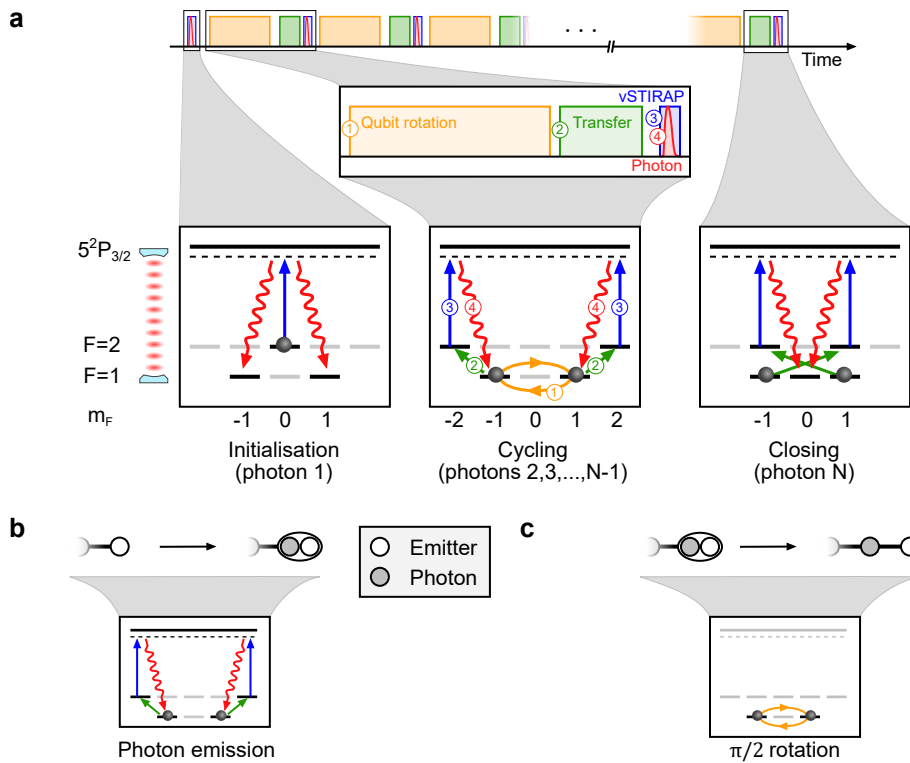 a
. . .
//
Time
vSTIRAP
1 Qubit rotation 2 Transfer 3
4
Photon
5²P₃/₂
F=2
F=1
m_F
-1 0 1
Initialisation
(photon 1)
3 4 4 3
2 2
1
-2 -1 0 1 2
Cycling
(photons 2,3,...,N-1)
-1 0 1
Closing
(photon N)
b
Emitter
Photon
c
Photon emission
π/2 rotation